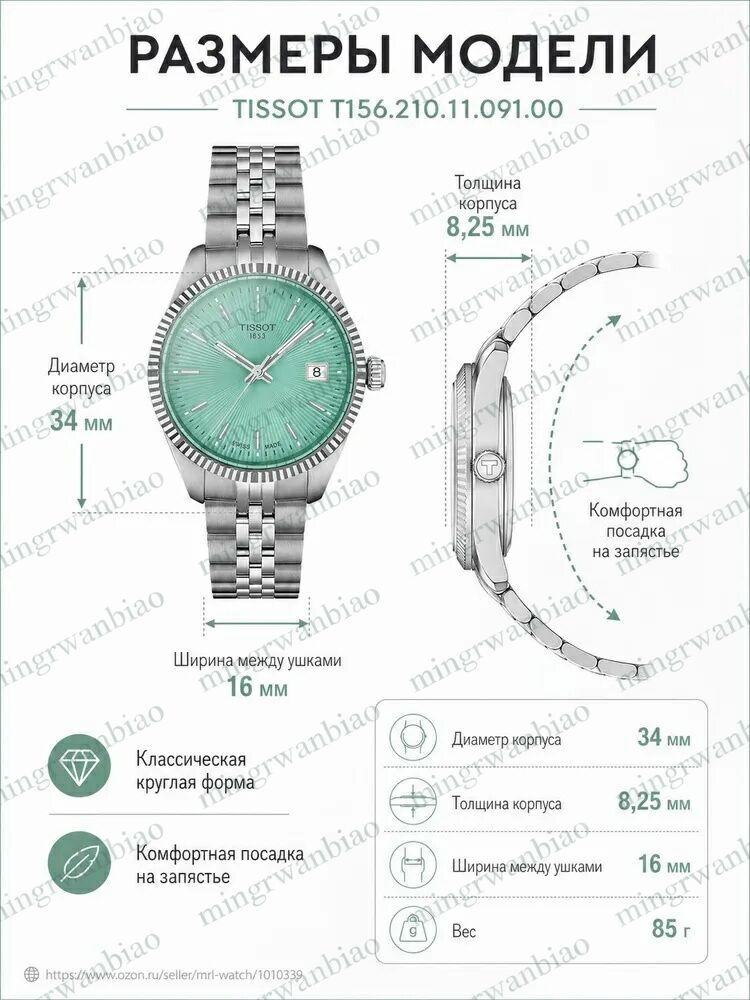 РАЗМЕРЫ МОДЕЛИ
TISSOT T156.210.11.091.00
Толщина
корпуса
8,25 мм
TISSOT
1853
8
SWISS MADE
Диаметр
корпуса
34 мм
T
Комфортная
посадка
на запястье
Ширина между ушками
16 мм
Классическая
круглая форма
Комфортная посадка
на запястье
Диаметр корпуса 34 мм
Толщина корпуса 8,25 мм
Ширина между ушками 16 мм
g
Вес 85 г
https://www.ozon.ru/seller/mrl-watch/1010339
mingrwanbiao